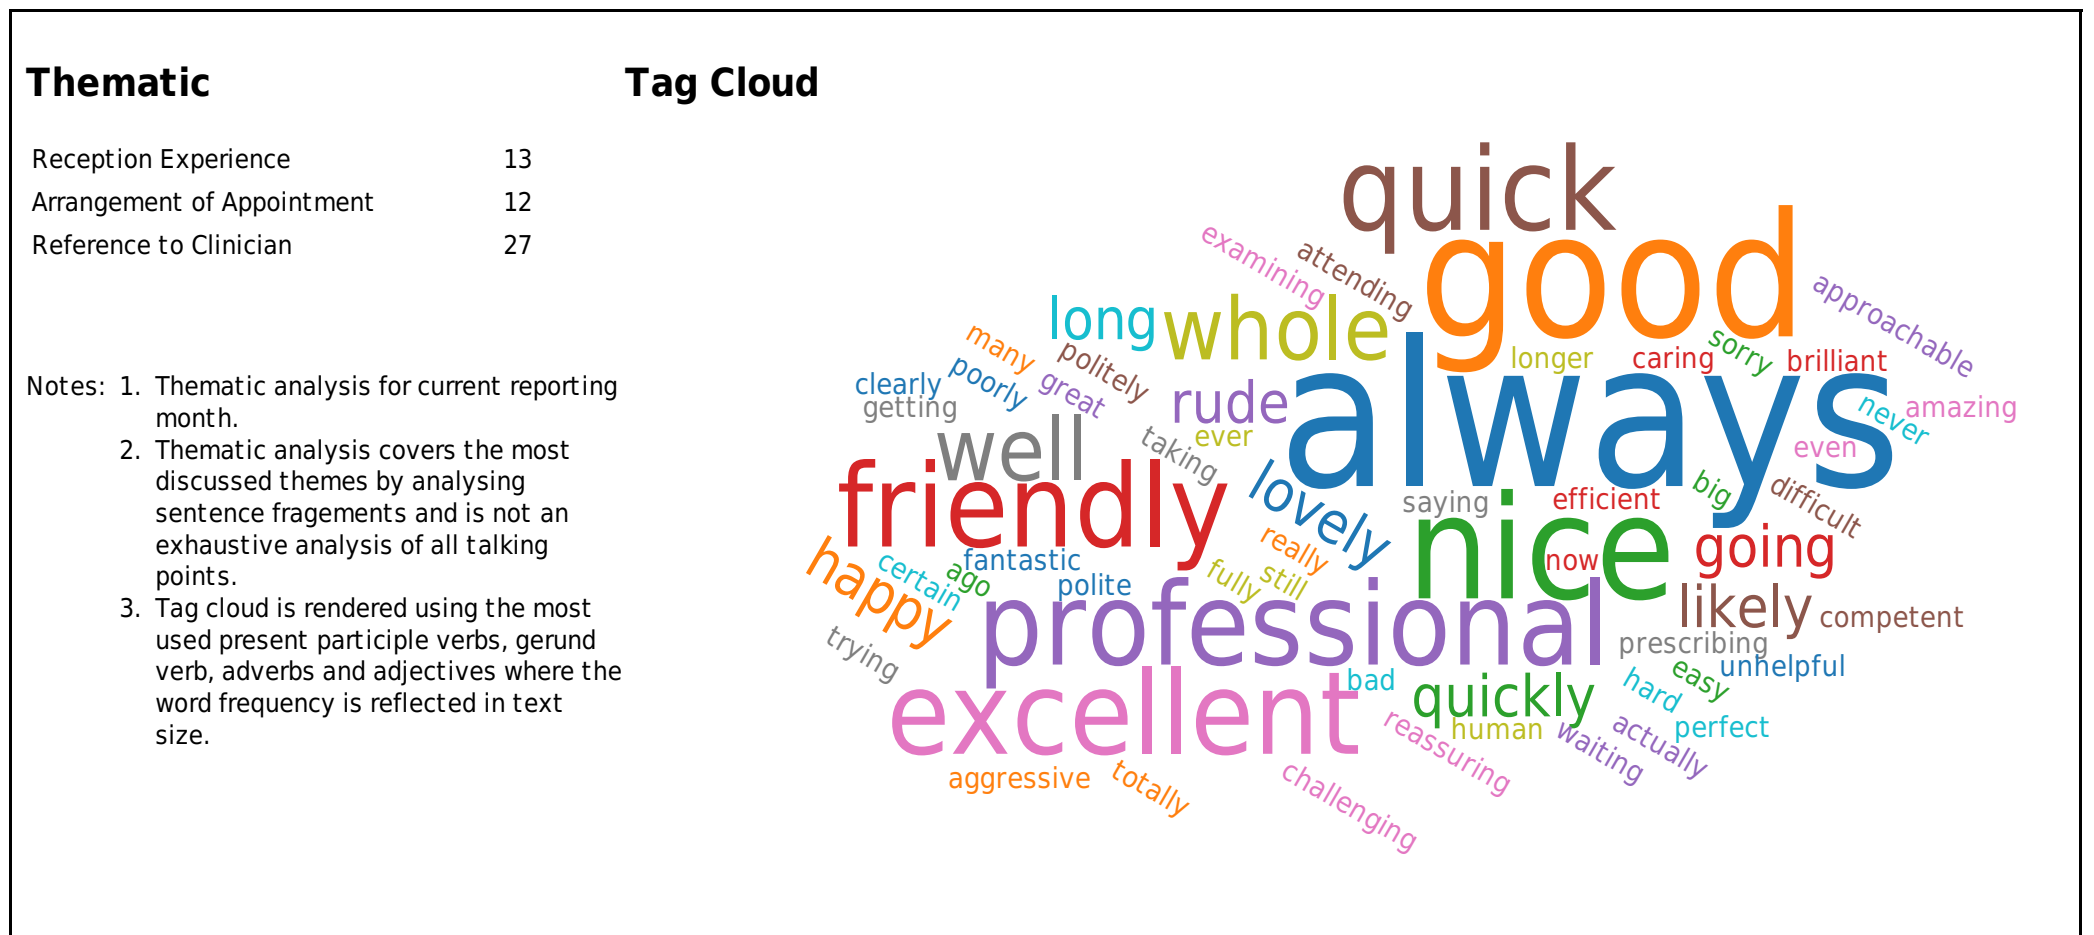 Thematic
Reception Experience 13
Arrangement of Appointment 12
Reference to Clinician 27
Notes: 1. Thematic analysis for current reporting
month.
2. Thematic analysis covers the most
discussed themes by analysing
sentence fragements and is not an
exhaustive analysis of all talking
points.
3. Tag cloud is rendered using the most
used present participle verbs, gerund
verb, adverbs and adjectives where the
word frequency is reflected in text
size.
Tag Cloud
quick
good
examining
attending
approachable
long
whole
many
politely
longer
caring
sorry
brilliant
clearly
poorly
great
getting
rude
always
never
amazing
well
taking
ever
even
friendly
lovely
saying
efficient
big
difficult
nice
now
going
happy
certain
ago
fantastic
polite
really
fully
still
professional
likely
competent
trying
prescribing
unhelpful
excellent
bad
quickly
easy
hard
perfect
reassuring
human
waiting
actually
aggressive
totally
challenging